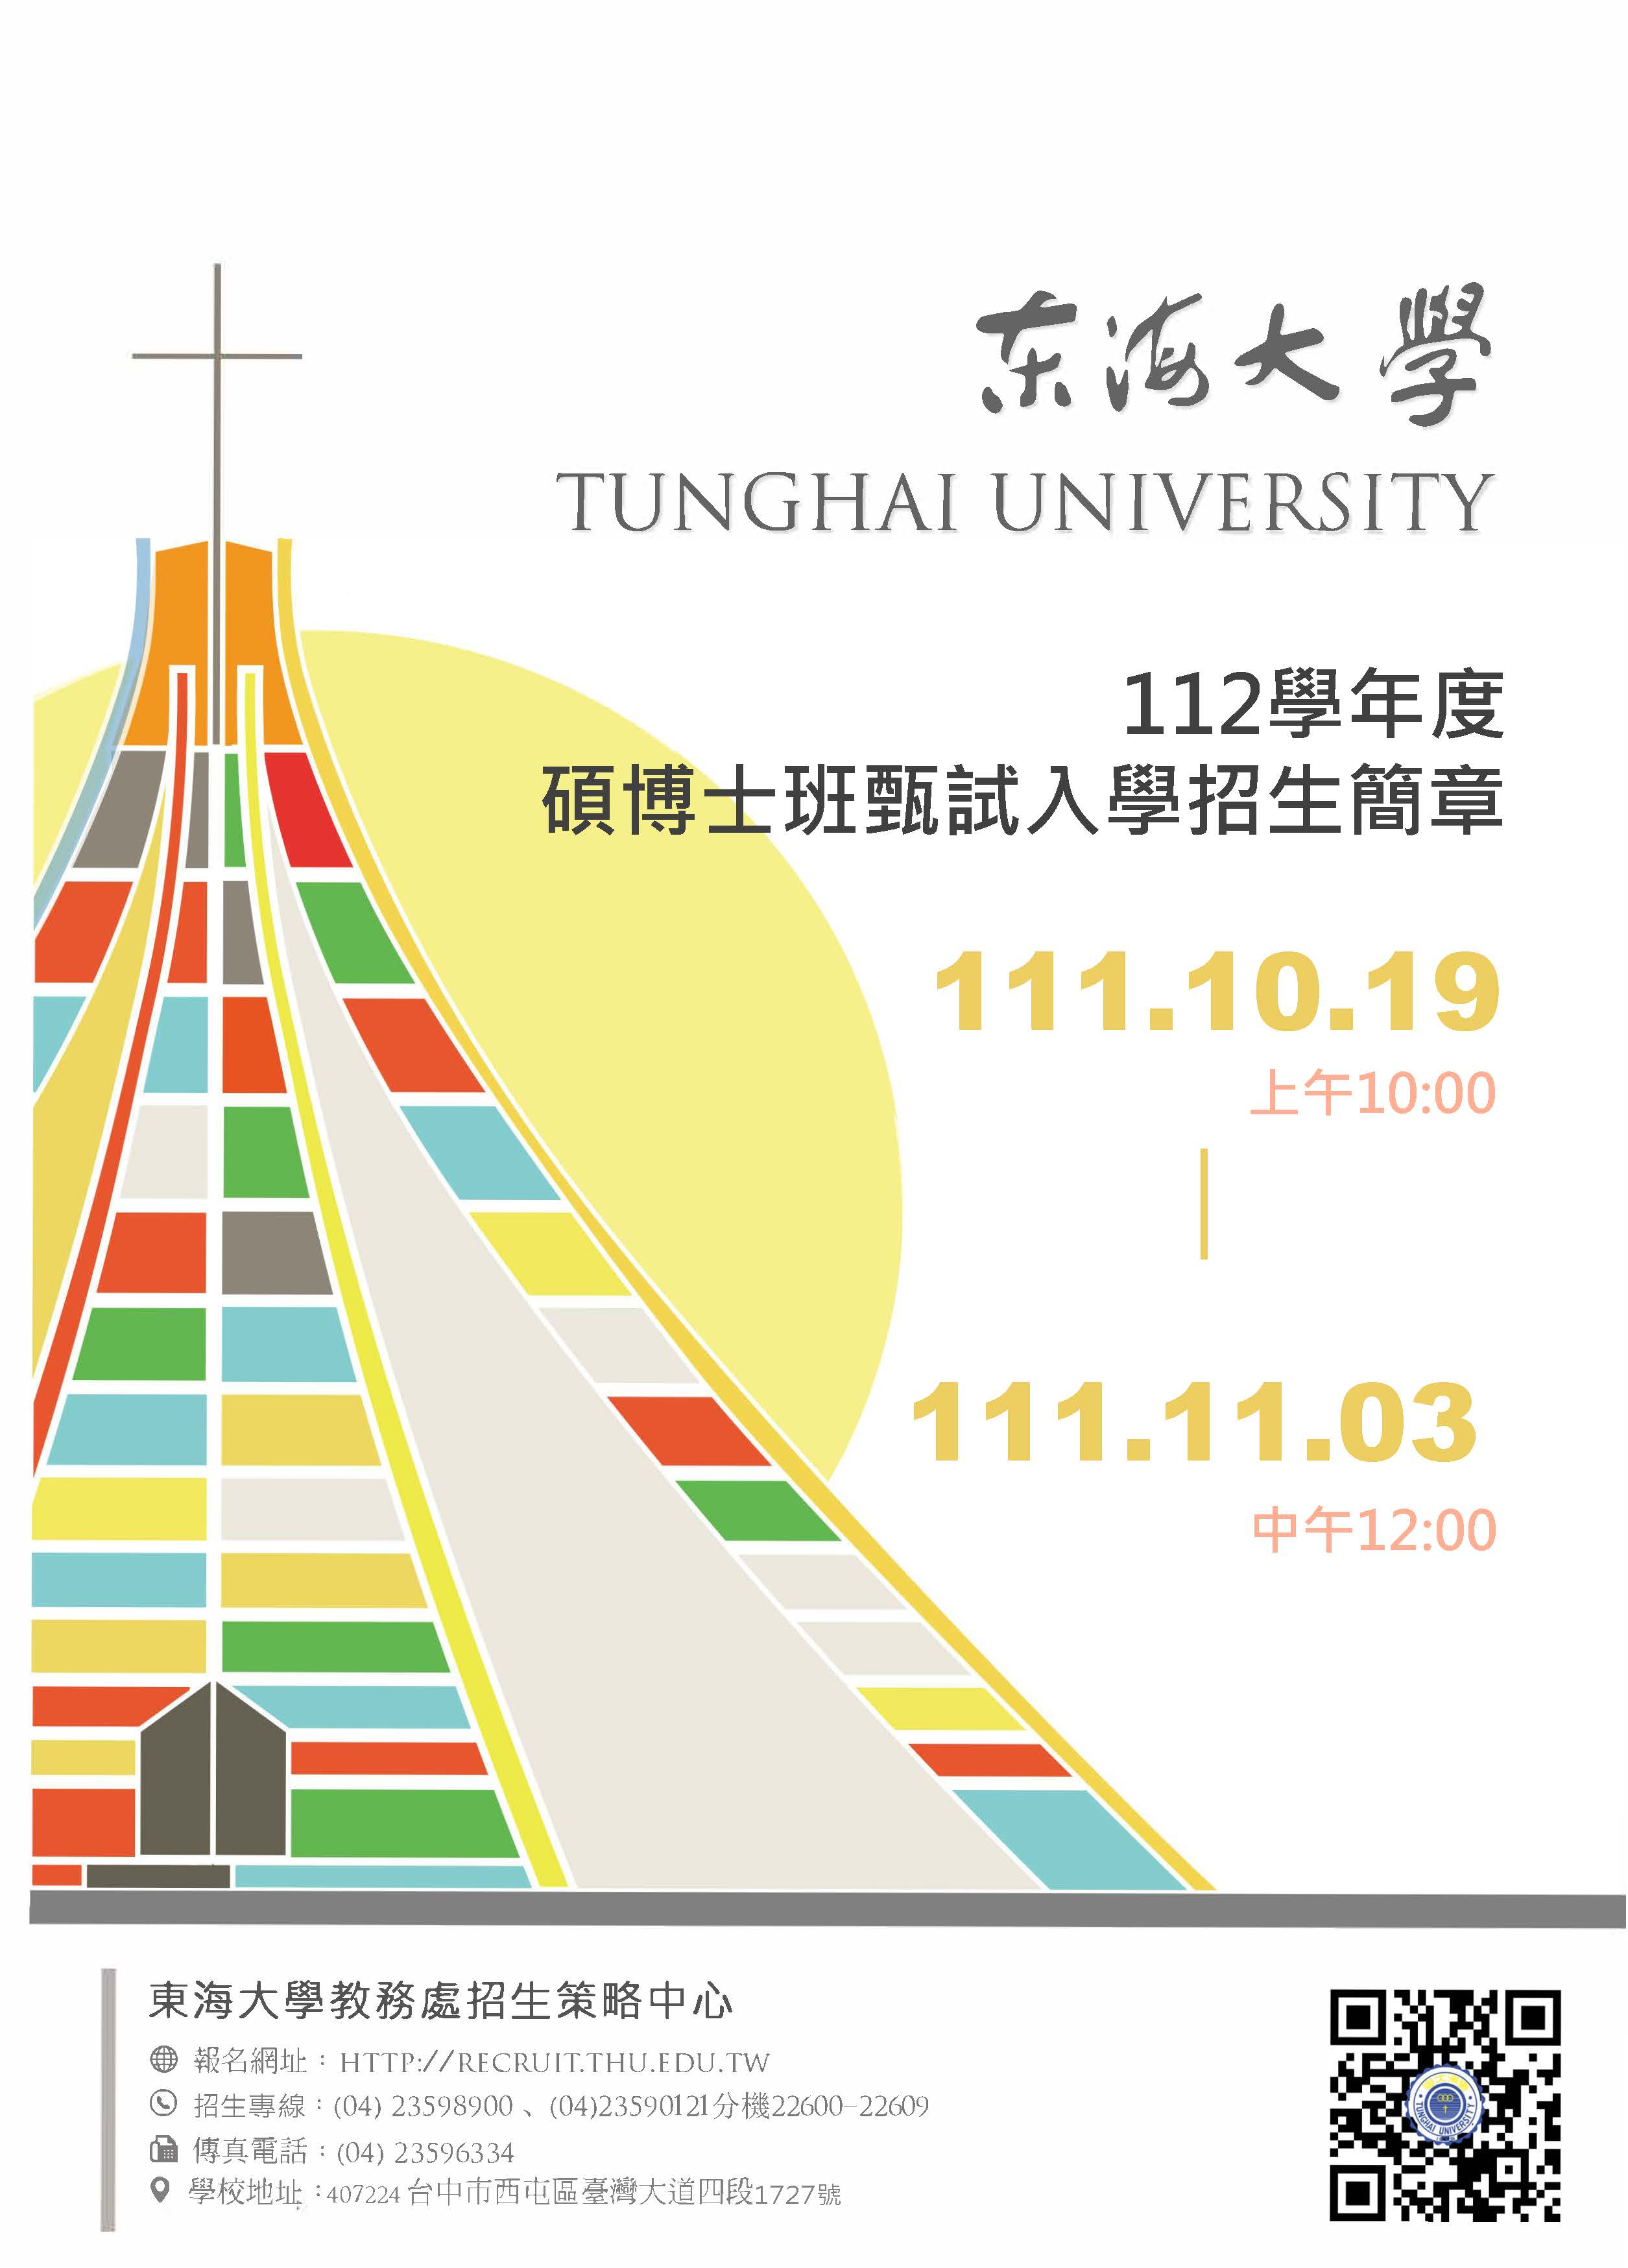 东海大學
TUNGHAI UNIVERSITY
112學年度
碩博士班甄試入學招生簡章
111.10.19
上午10:00
111.11.03
中午12:00
東海大學教務處招生策略中心
報名網址：HTTP://RECRUIT.THU.EDU.TW
招生專線：(04) 23598900、(04)23590121分機22600-22609
傳真電話：(04) 23596334
學校地址：407224 台中市西屯區臺灣大道四段1727號
TUNGHAI UNIVERSITY